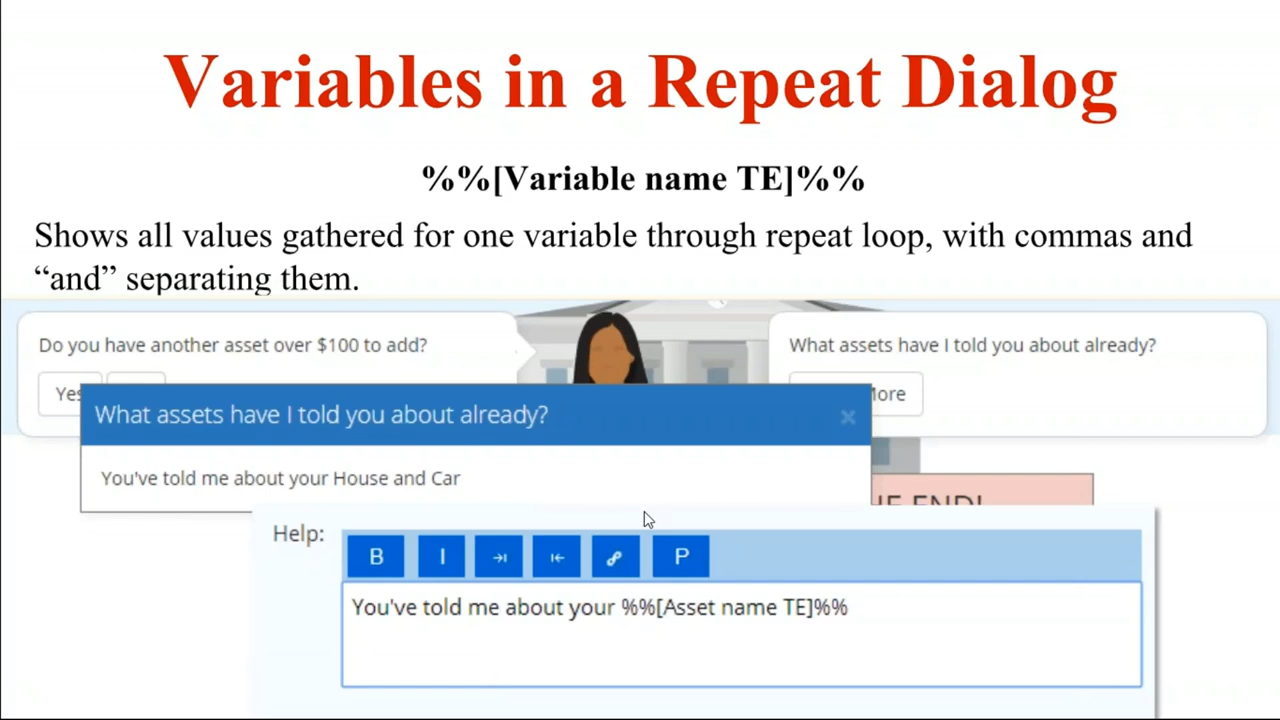 Variables in a Repeat Dialog
%%[Variable name TE]%%
Shows all values gathered for one variable through repeat loop, with commas and
“and” separating them.
Do you have another asset over $100 to add?
Yes
What assets have I told you about already?
What assets have I told you about already?
×
You've told me about your House and Car
Help:
B I P
You've told me about your %%[Asset name TE]%%